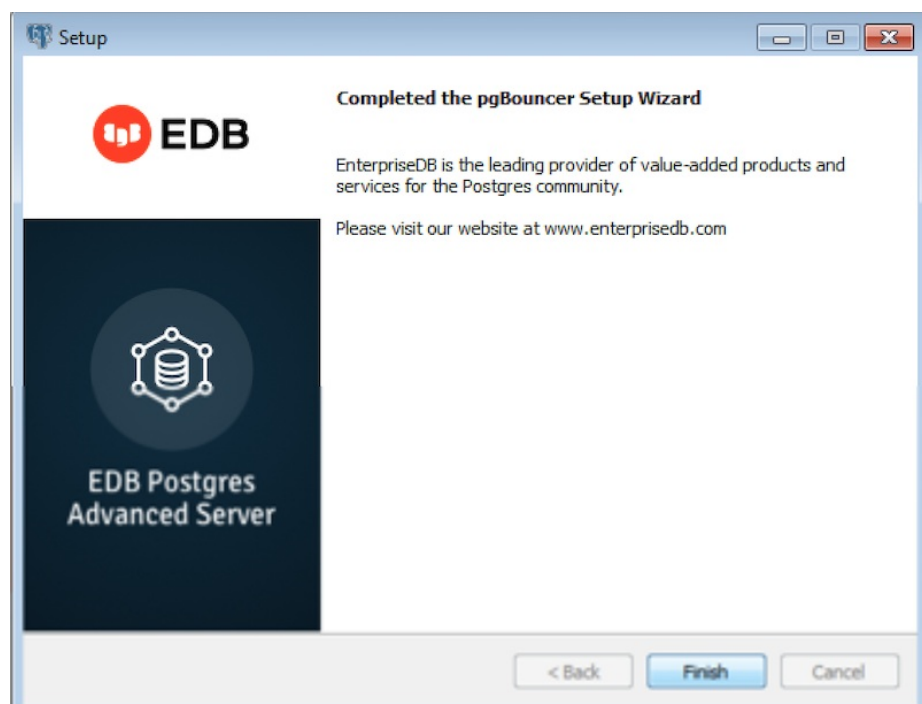 Setup
EDB
Completed the pgBouncer Setup Wizard
EnterpriseDB is the leading provider of value-added products and
services for the Postgres community.
Please visit our website at www.enterprisedb.com
EDB Postgres
Advanced Server
< Back
Finish
Cancel